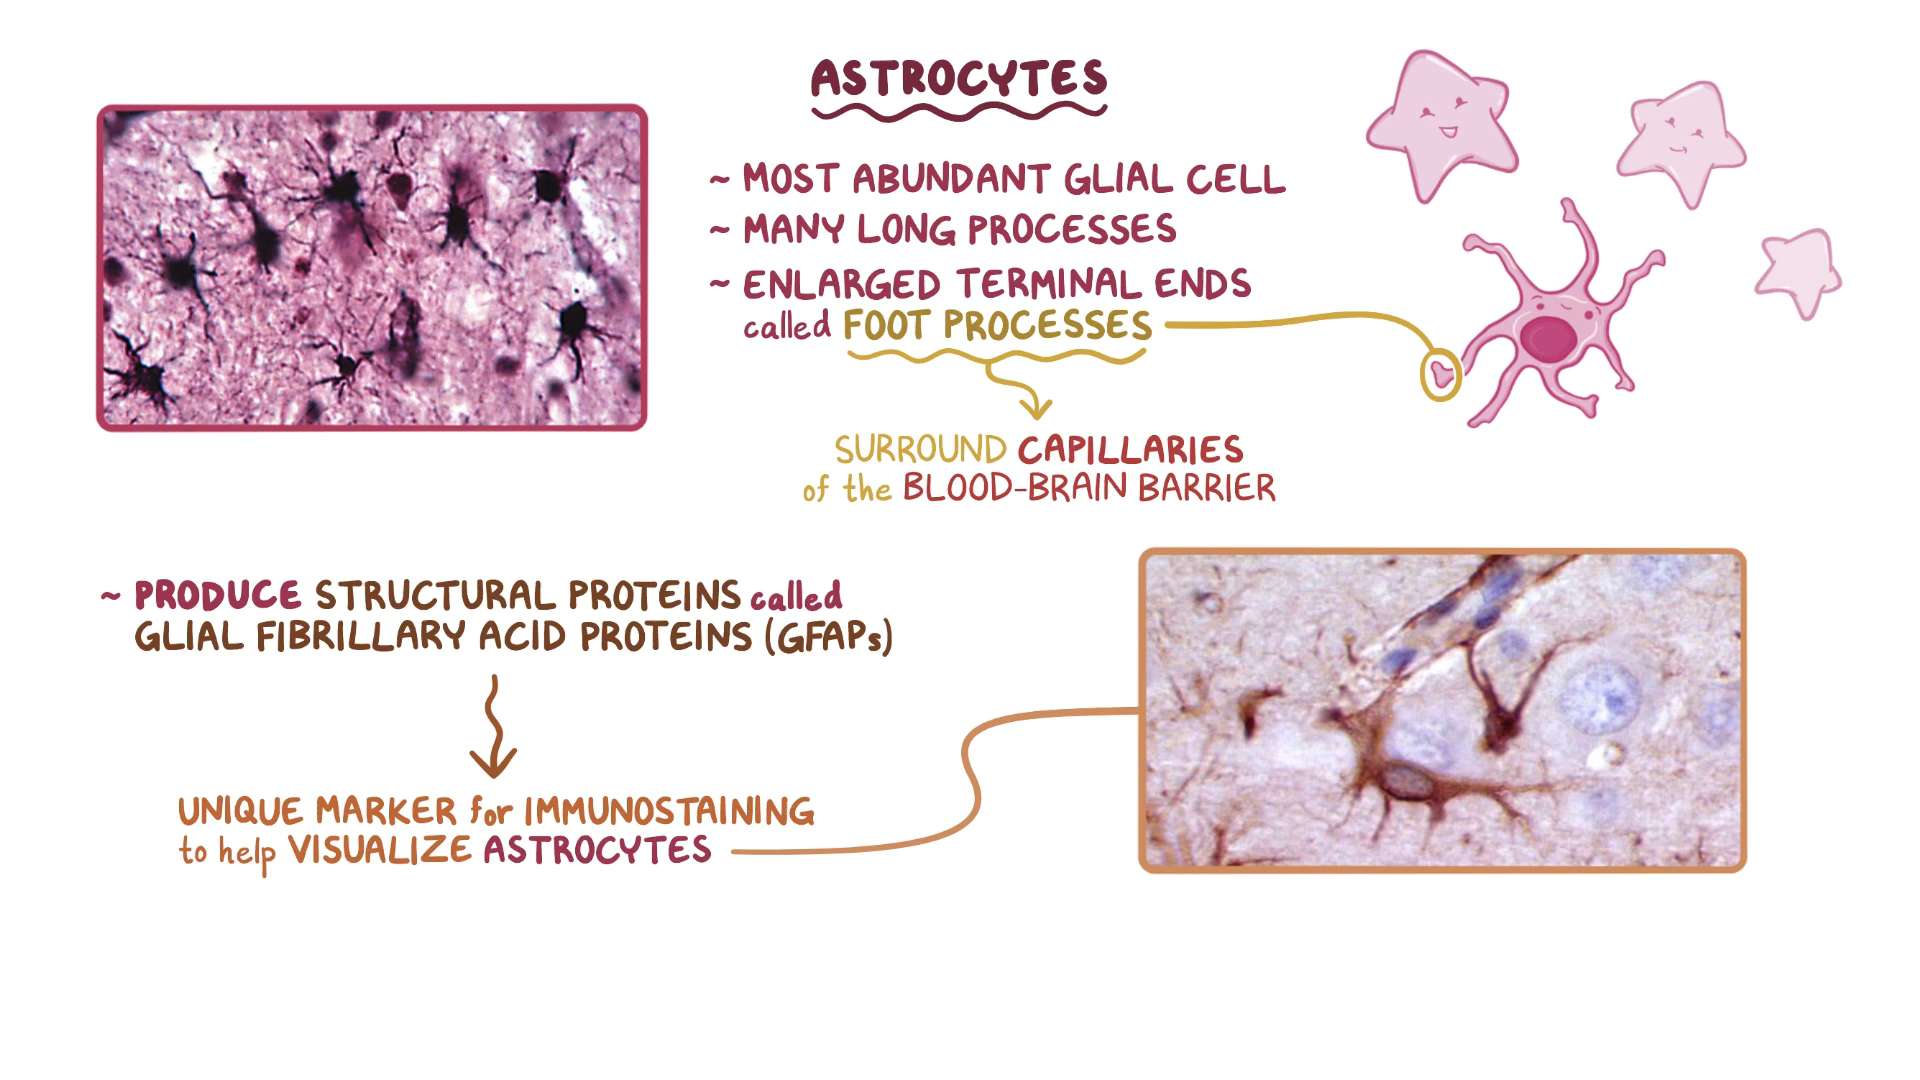 ASTROCYTES
~ MOST ABUNDANT GLIAL CELL
~ MANY LONG PROCESSES
~ ENLARGED TERMINAL ENDS
called FOOT PROCESSES
SURROUND CAPILLARIES
of the BLOOD-BRAIN BARRIER
~ PRODUCE STRUCTURAL PROTEINS called
GLIAL FIBRILLARY ACID PROTEINS (GFAPs)
UNIQUE MARKER for IMMUNOSTAINING
to help VISUALIZE ASTROCYTES